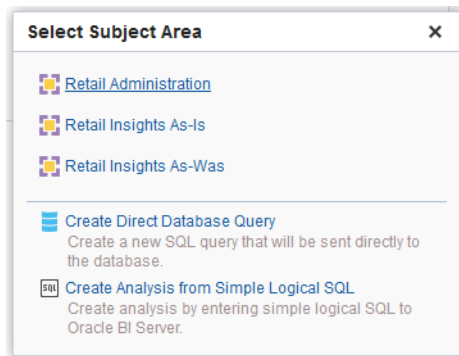 Select Subject Area
Retail Administration
Retail Insights As-Is
Retail Insights As-Was
Create Direct Database Query
Create a new SQL query that will be sent directly to
the database.
SQL Create Analysis from Simple Logical SQL
Create analysis by entering simple logical SQL to
Oracle BI Server.